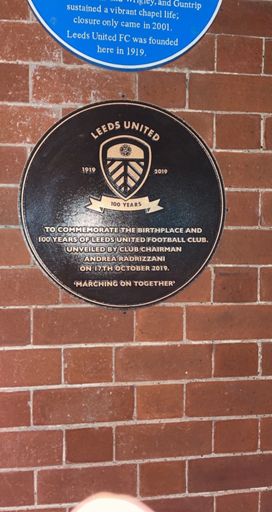 Wrigley, and Guntrip
sustained a vibrant chapel life;
closure only came in 2001.
Leeds United FC was founded
here in 1919.
LEEDS UNITED
1919 2019
100 YEARS
TO COMMEMORATE THE BIRTHPLACE AND
100 YEARS OF LEEDS UNITED FOOTBALL CLUB.
UNVEILED BY CLUB CHAIRMAN
ANDREA RADRIZZANI
ON 17TH OCTOBER 2019.
'MARCHING ON TOGETHER'